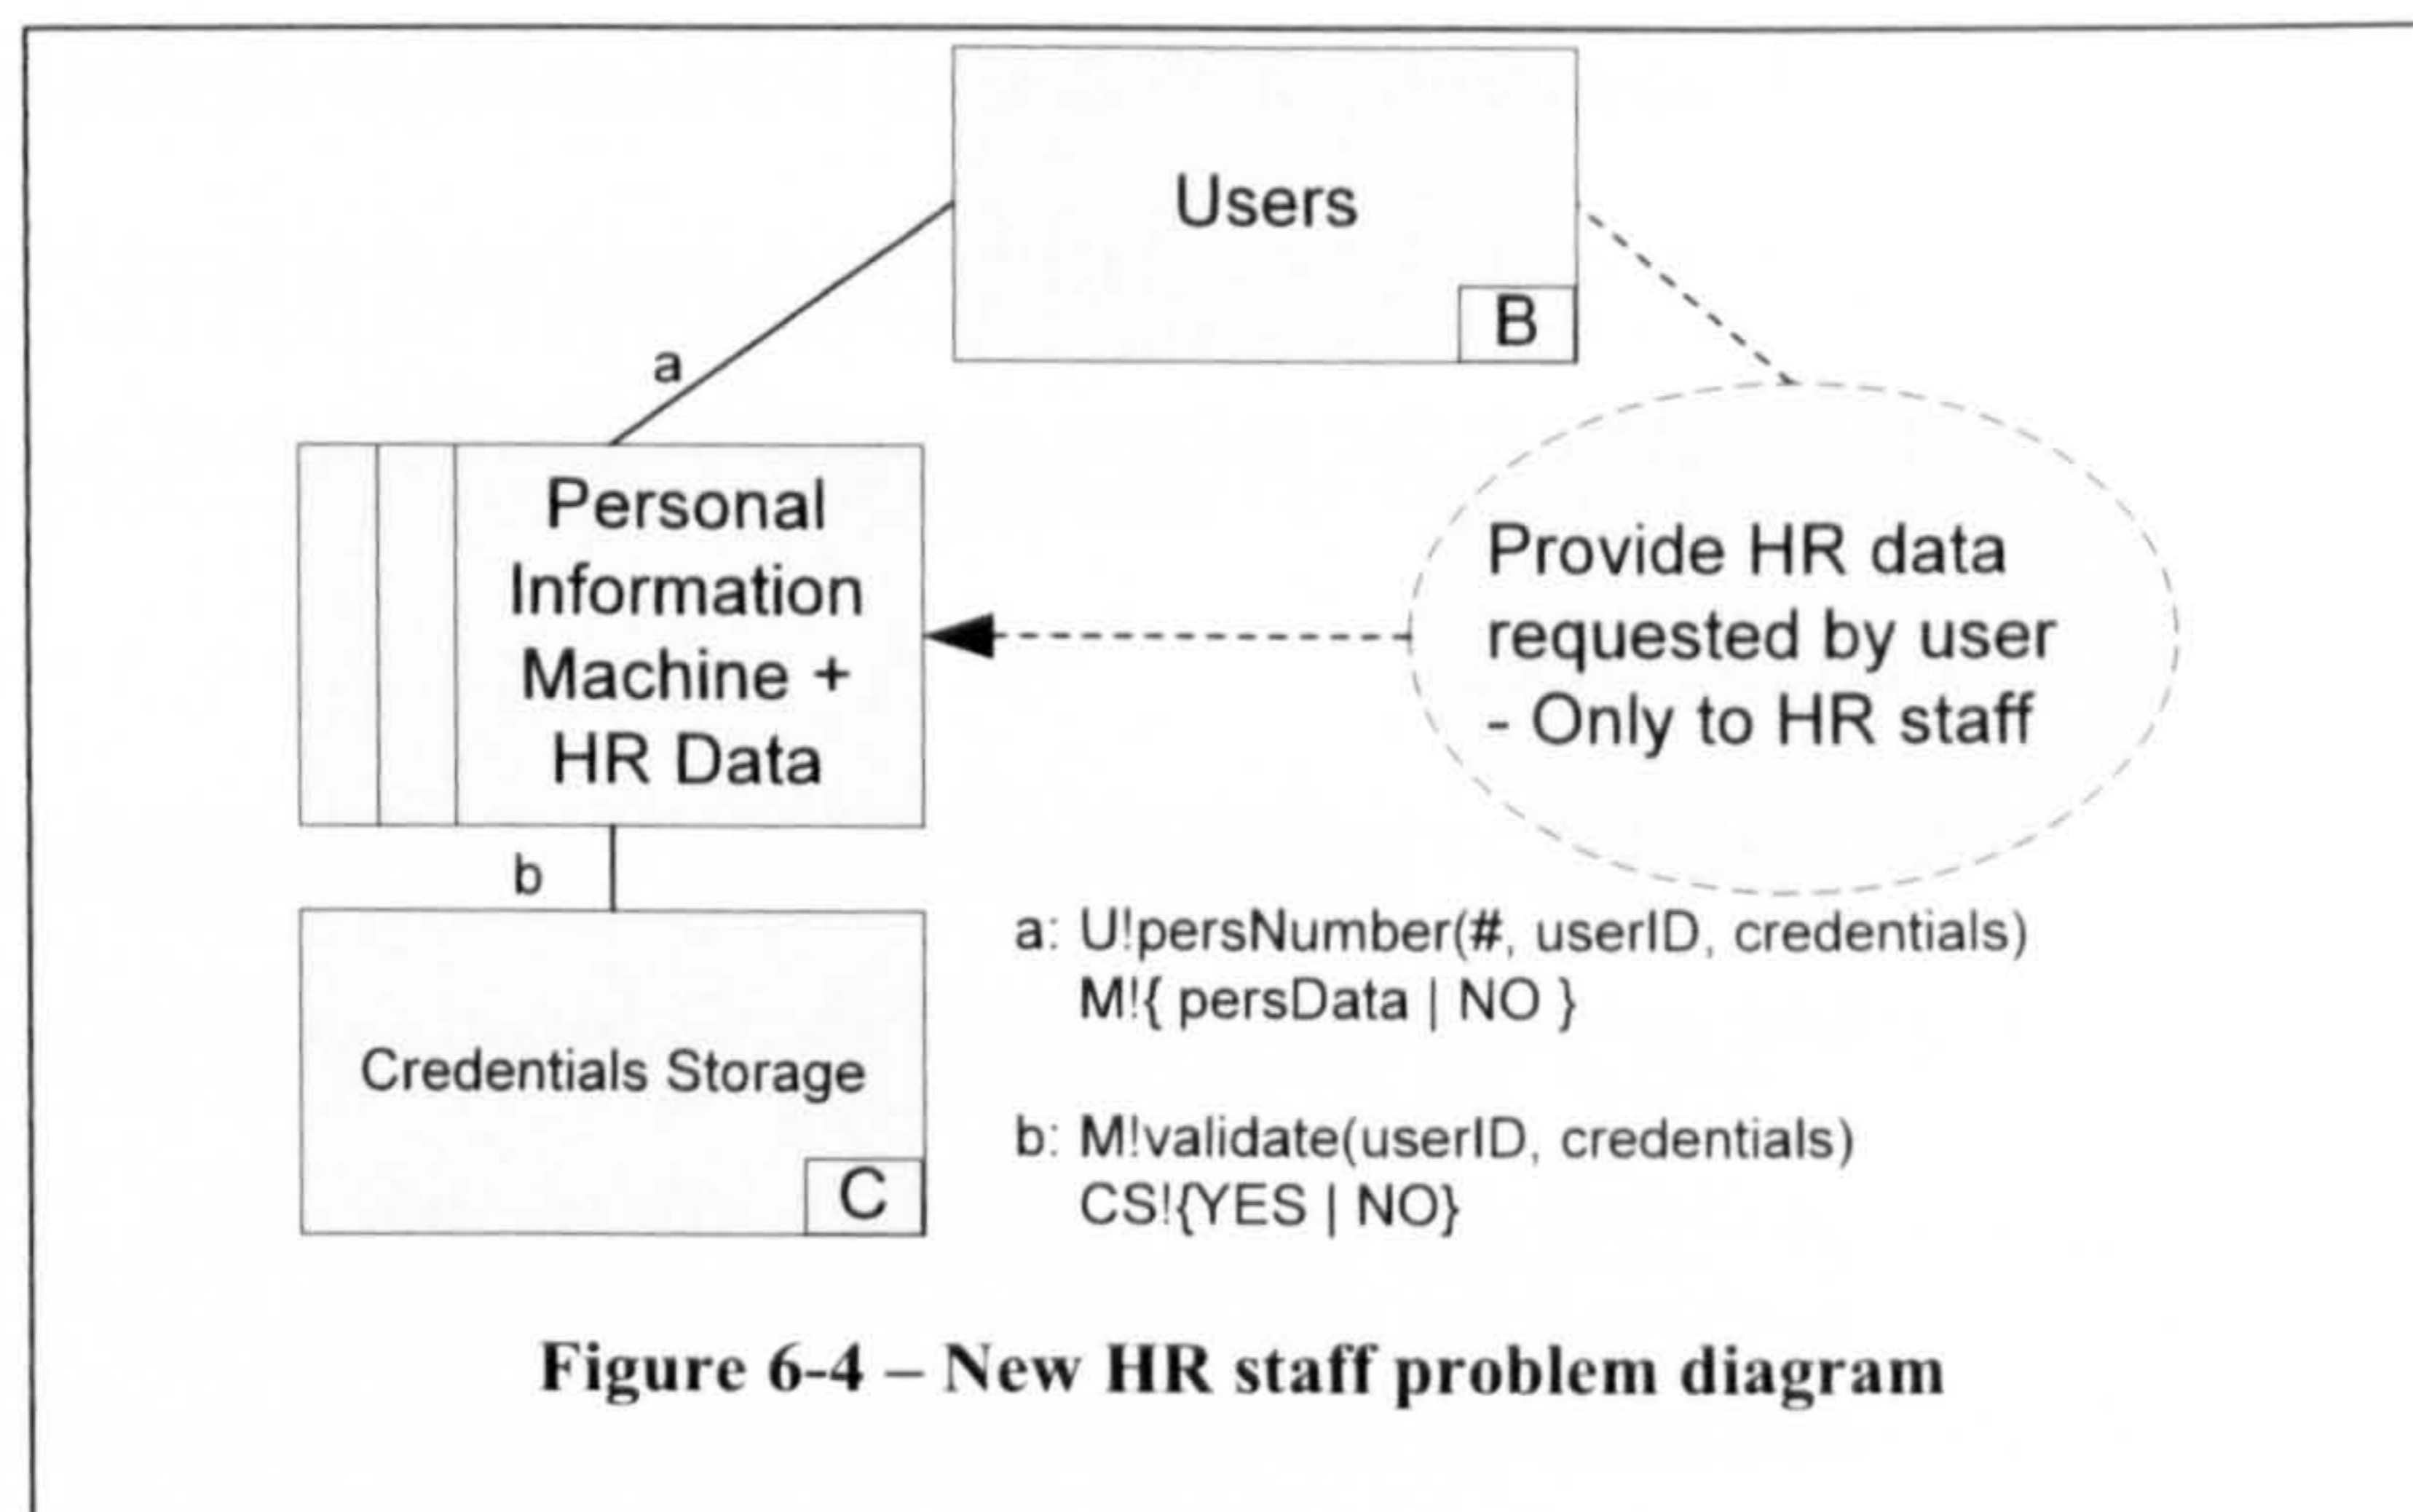 Users
B
a
Personal
Information
Machine +
HR Data
Provide HR data
requested by user
- Only to HR staff
b
Credentials Storage
C
a: U!persNumber(#, userID, credentials)
M!{ persData | NO }
b: M!validate(userID, credentials)
CS!{YES | NO}
Figure 6-4 – New HR staff problem diagram